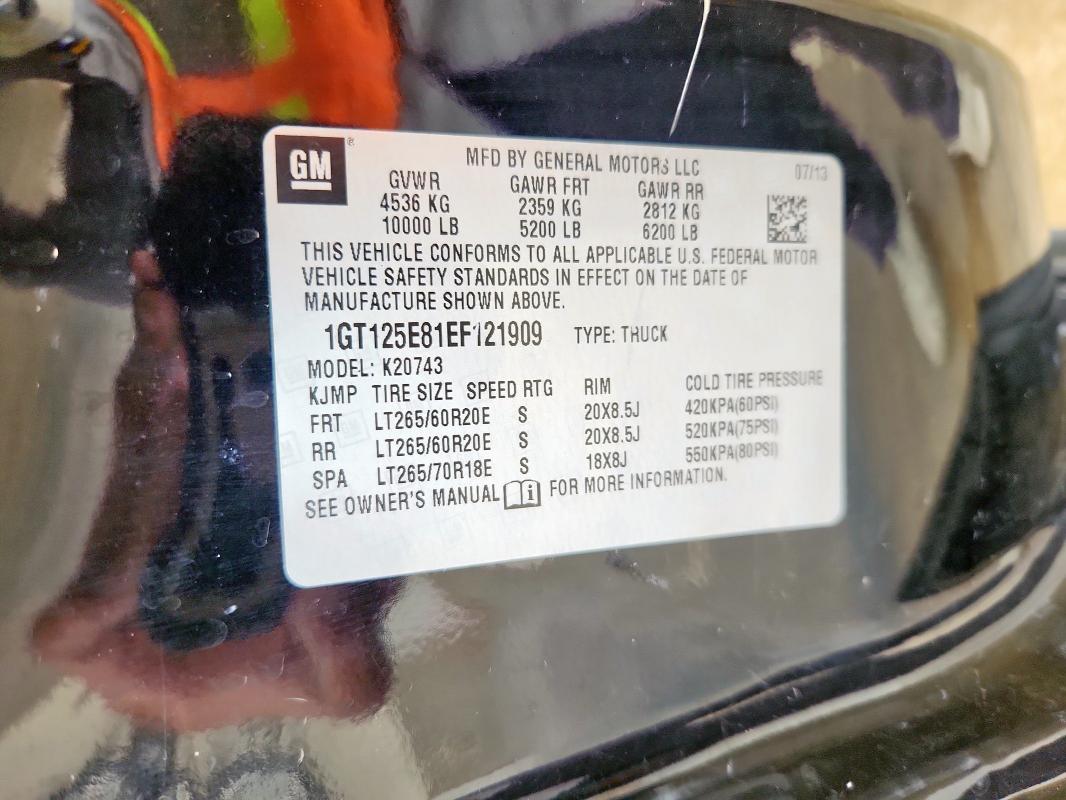 GM ®
MFD BY GENERAL MOTORS LLC 07/13
GVWR GAWR FRT GAWR RR
4536 KG 2359 KG 2812 KG
10000 LB 5200 LB 6200 LB
THIS VEHICLE CONFORMS TO ALL APPLICABLE U.S. FEDERAL MOTOR
VEHICLE SAFETY STANDARDS IN EFFECT ON THE DATE OF
MANUFACTURE SHOWN ABOVE.
1GT125E81EF121909 TYPE: TRUCK
MODEL: K20743
KJMP TIRE SIZE SPEED RTG RIM COLD TIRE PRESSURE
FRT LT265/60R20E S 20X8.5J 420KPA(60PSI)
RR LT265/60R20E S 20X8.5J 520KPA(75PSI)
SPA LT265/70R18E S 18X8J 550KPA(80PSI)
SEE OWNER'S MANUAL i FOR MORE INFORMATION.